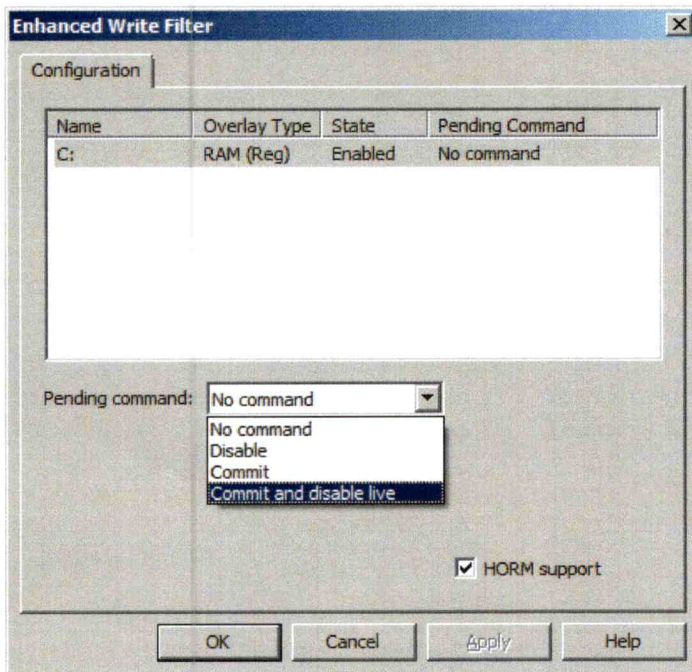 Enhanced Write Filter
Configuration
Name Overlay Type State Pending Command
C: RAM (Reg) Enabled No command
Pending command: No command
No command
Disable
Commit
Commit and disable live
HORM support
OK Cancel Apply Help